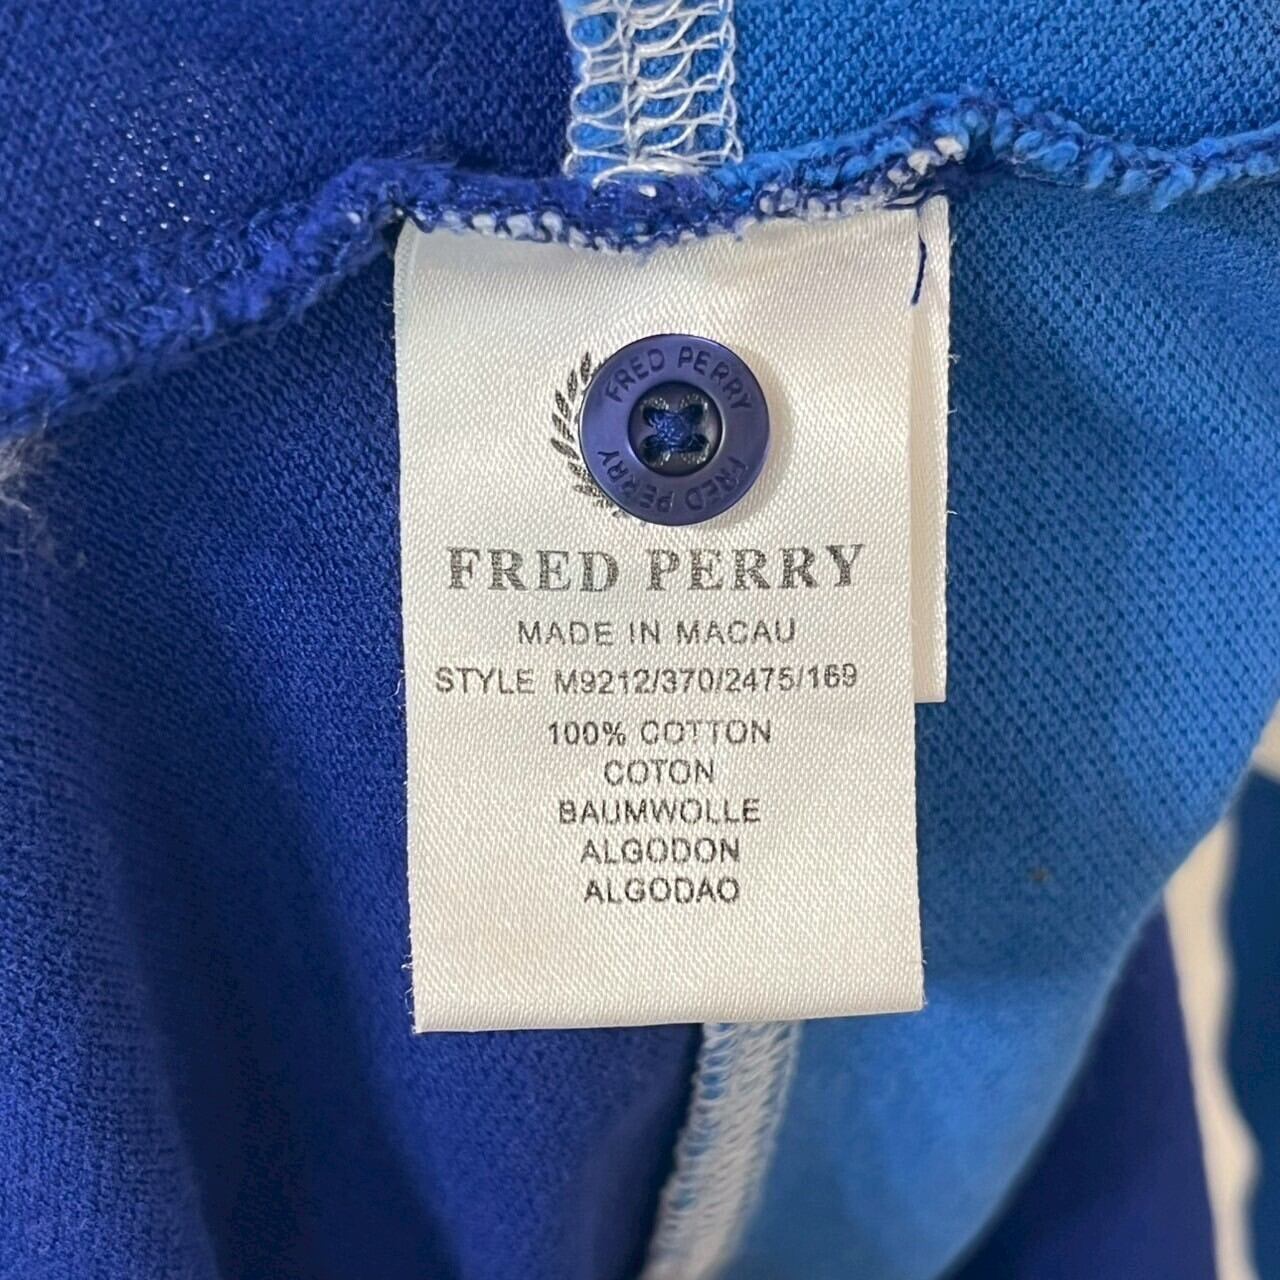 FRED PERRY
FRED PERRY
FRED PERRY
MADE IN MACAU
STYLE M9212/370/2475/169
100% COTTON
COTON
BAUMWOLLE
ALGODON
ALGODAO